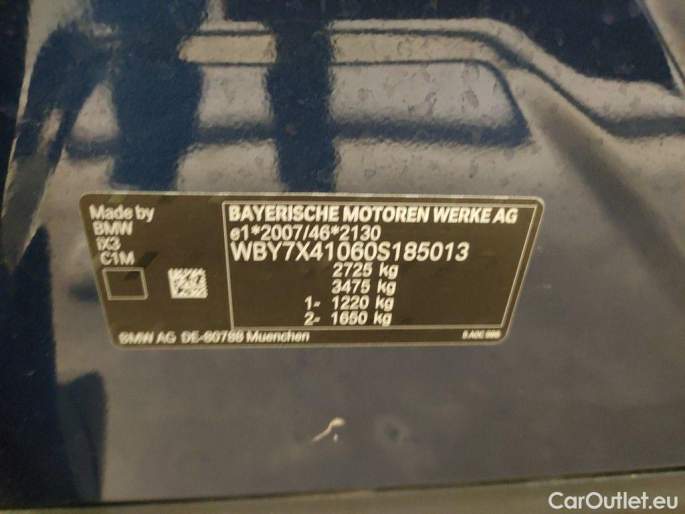 Made by
BMW
iX3
C1M
BAYERISCHE MOTOREN WERKE AG
e1*2007/46*2130
WBY7X41060S185013
2725 kg
3475 kg
1- 1220 kg
2- 1650 kg
BMW AG DE-80788 Muenchen
CarOutlet.eu